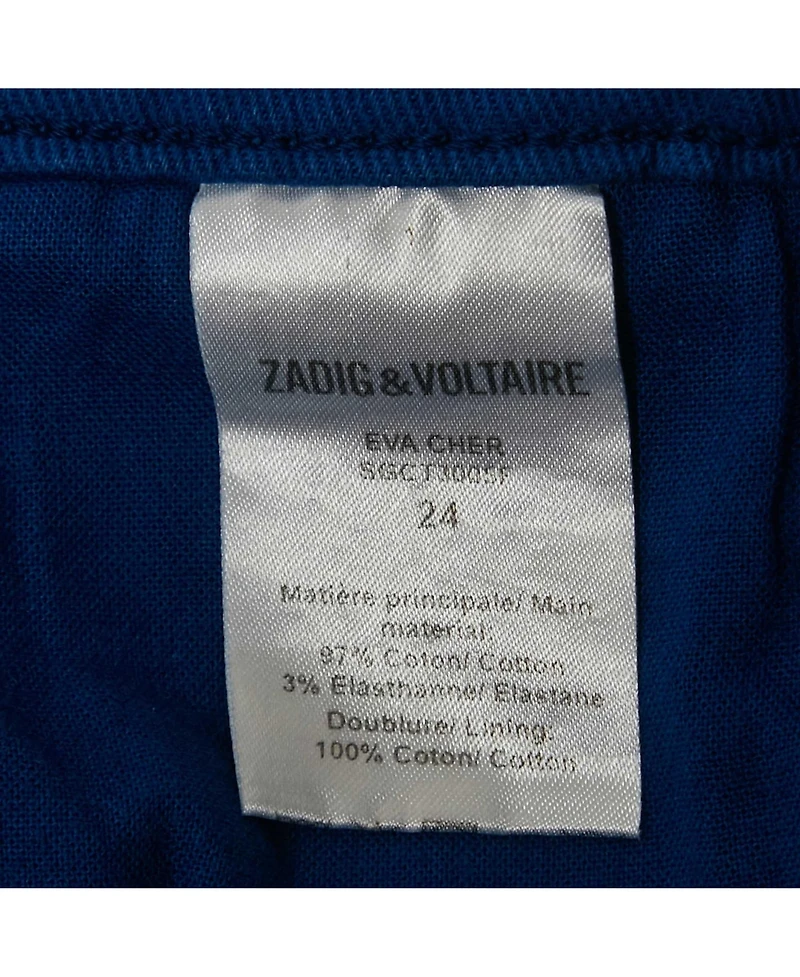 ZADIG & VOLTAIRE
EVA CHER
SGCT3005F
24
Matière principale/ Main
material:
97% Coton/ Cotton
3% Elasthanne/ Elastane
Doublure/ Lining:
100% Coton/ Cotton